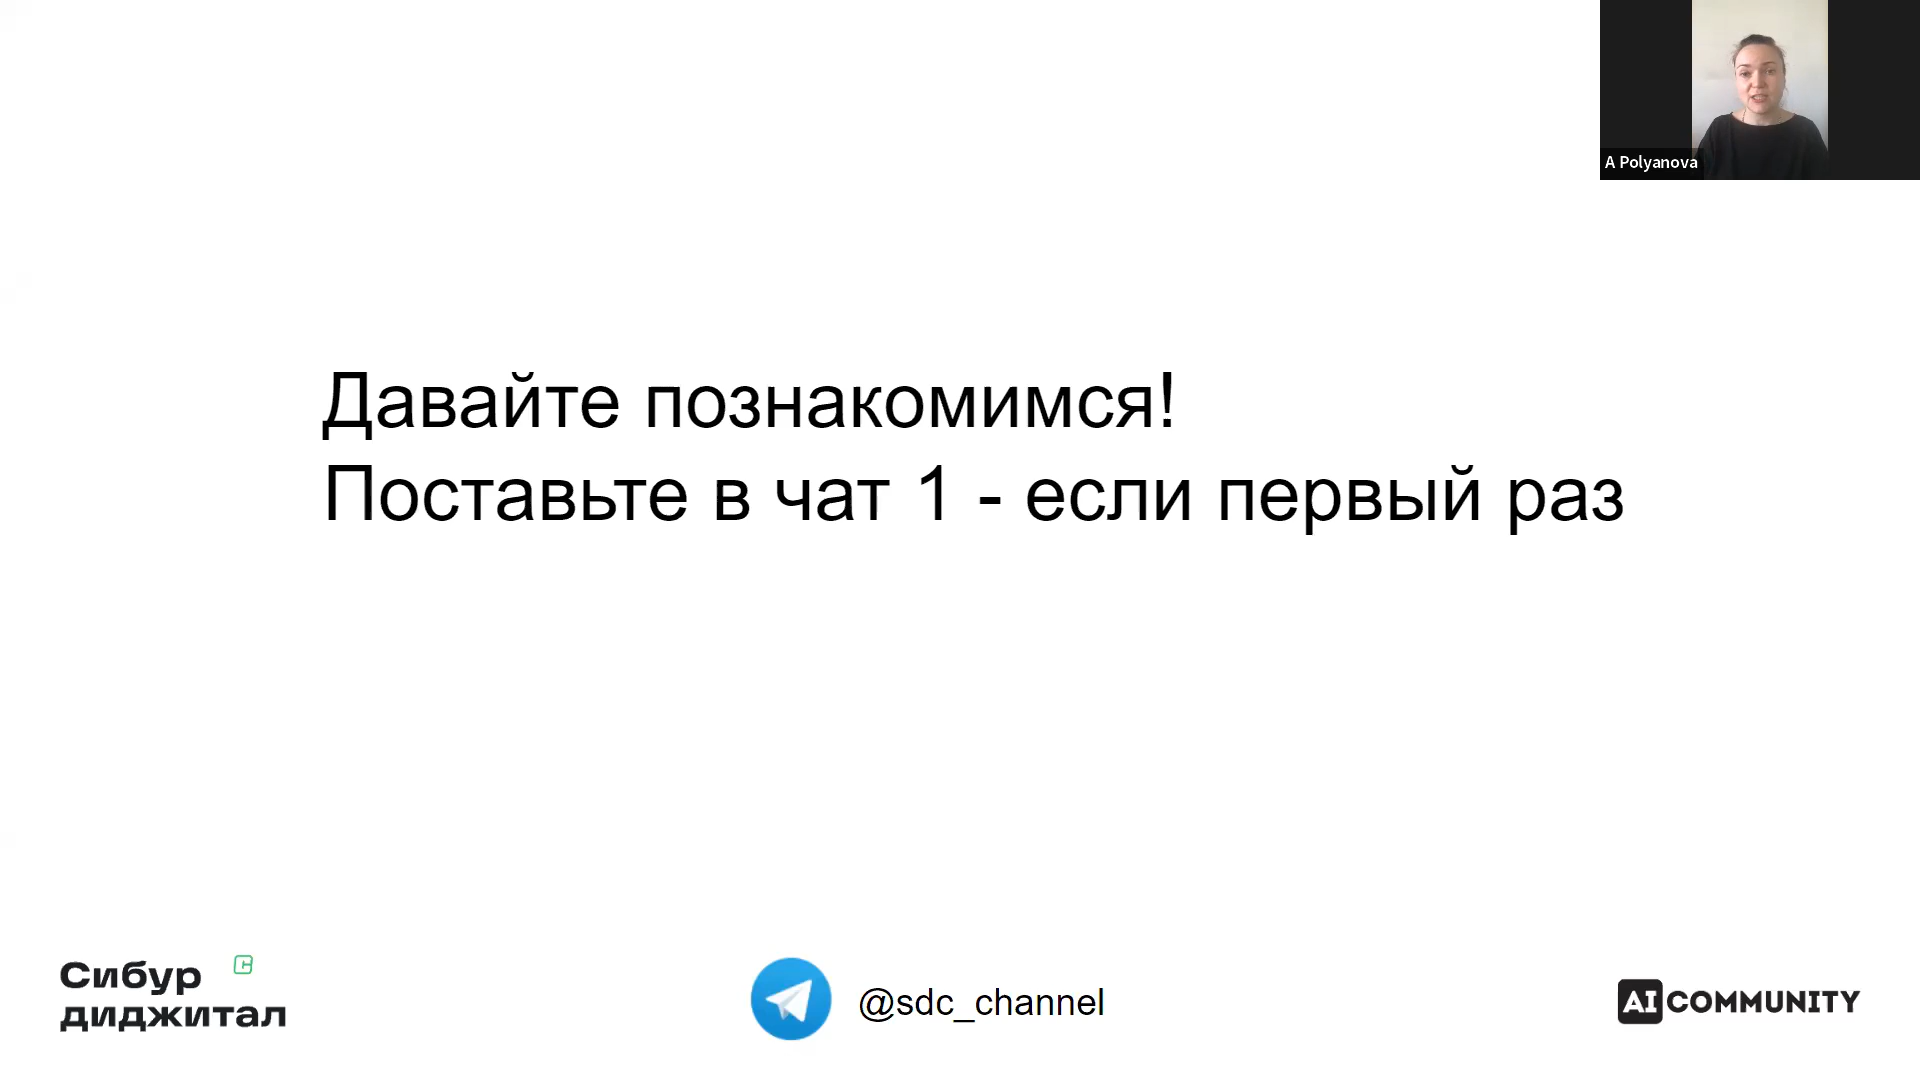 A Polyanova
Давайте познакомимся!
Поставьте в чат 1 - если первый раз
Сибур
диджитал
@sdc_channel
AI COMMUNITY